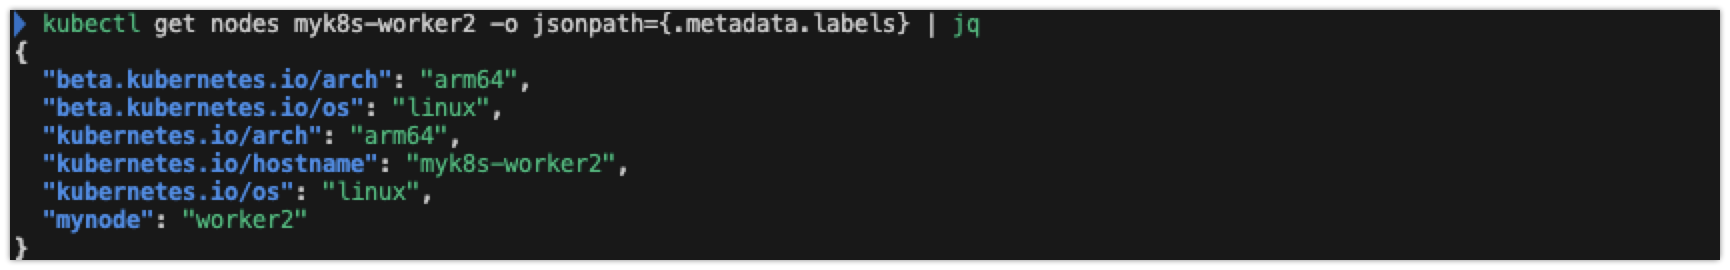 kubectl get nodes myk8s-worker2 -o jsonpath={.metadata.labels} | jq
{
  "beta.kubernetes.io/arch": "arm64",
  "beta.kubernetes.io/os": "linux",
  "kubernetes.io/arch": "arm64",
  "kubernetes.io/hostname": "myk8s-worker2",
  "kubernetes.io/os": "linux",
  "mynode": "worker2"
}